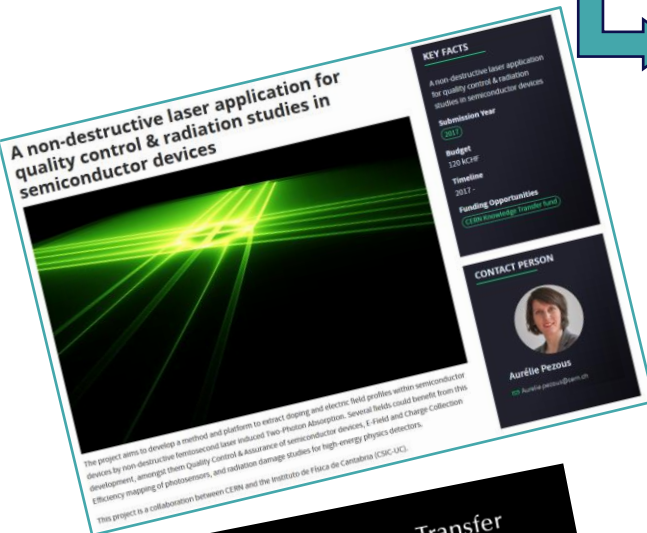 A non-destructive laser application for
quality control & radiation studies in
semiconductor devices
The project aims to develop a method and platform to extract doping and electric field profiles within semiconductor
devices by non-destructive femtosecond laser induced Two-Photon Absorption. Several fields could benefit from this
development, amongst them Quality Control & Assurance of semiconductor devices, E-Field and Charge Collection
Efficiency mapping of photosensors, and radiation damage studies for high-energy physics detectors.
This project is a collaboration between CERN and the Instituto de Física de Cantabria (CSIC-UC).
KEY FACTS
A non-destructive laser application
for quality control & radiation
studies in semiconductor devices
Submission Year
2017
Budget
120 kCHF
Timeline
2017 -
Funding Opportunities
CERN Knowledge Transfer fund
CONTACT PERSON
Aurélie Pezous
Aurelie.pezous@cern.ch
Transfer